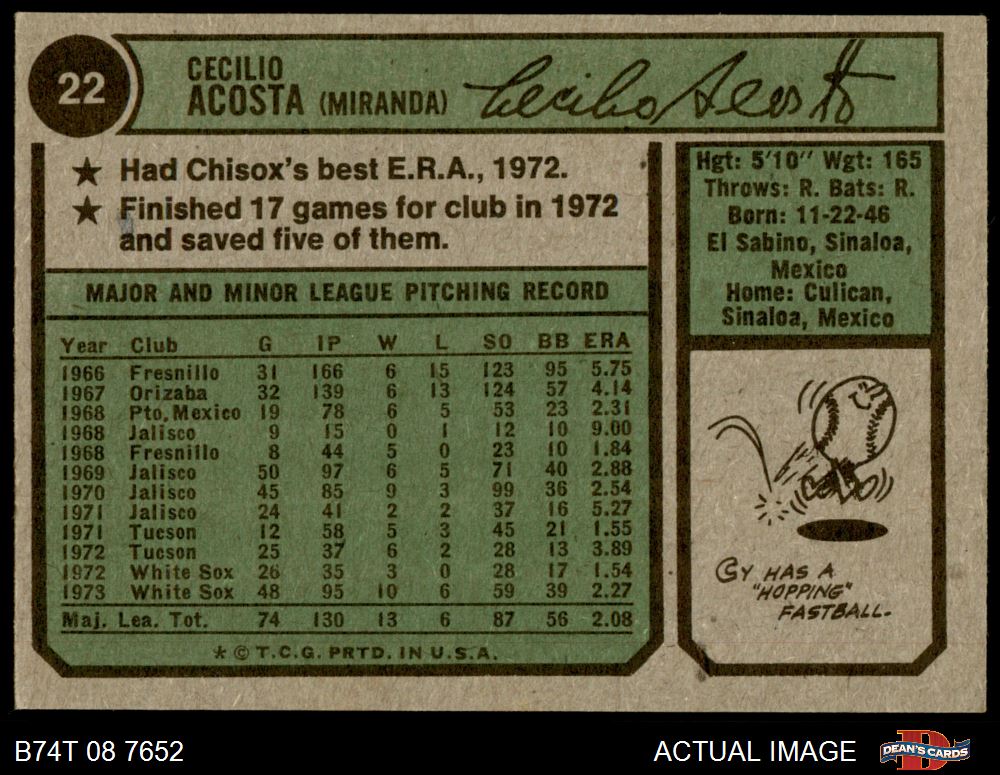 22
CECILIO
ACOSTA (MIRANDA)
Cecilio Acosta
★ Had Chisox's best E.R.A., 1972.
★ Finished 17 games for club in 1972
and saved five of them.
MAJOR AND MINOR LEAGUE PITCHING RECORD
Year Club G IP W L SO BB ERA
1966 Fresnillo 31 166 6 15 123 95 5.75
1967 Orizaba 32 139 6 13 124 57 4.14
1968 Pto. Mexico 19 78 6 5 53 23 2.31
1968 Jalisco 9 15 0 1 12 10 9.00
1968 Fresnillo 8 44 5 0 23 10 1.84
1969 Jalisco 50 97 6 5 71 40 2.88
1970 Jalisco 45 85 9 3 99 36 2.54
1971 Jalisco 24 41 2 2 37 16 5.27
1971 Tucson 12 58 5 3 45 21 1.55
1972 Tucson 25 37 6 2 28 13 3.89
1972 White Sox 26 35 3 0 28 17 1.54
1973 White Sox 48 95 10 6 59 39 2.27
Maj. Lea. Tot. 74 130 13 6 87 56 2.08
* © T.C.G. PRTD. IN U.S.A.
Hgt: 5'10" Wgt: 165
Throws: R. Bats: R.
Born: 11-22-46
El Sabino, Sinaloa,
Mexico
Home: Culican,
Sinaloa, Mexico
CY HAS A
"HOPPING"
FASTBALL.
B74T 08 7652
ACTUAL IMAGE
DEAN'S CARDS